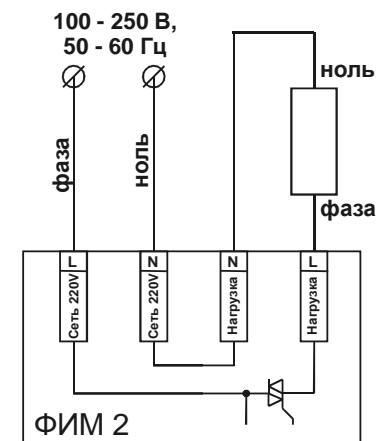 100 - 250 В,
50 - 60 Гц
ноль
фаза
ноль
фаза
L
N
N
L
Сеть 220V
Сеть 220V
Нагрузка
Нагрузка
ФИМ 2